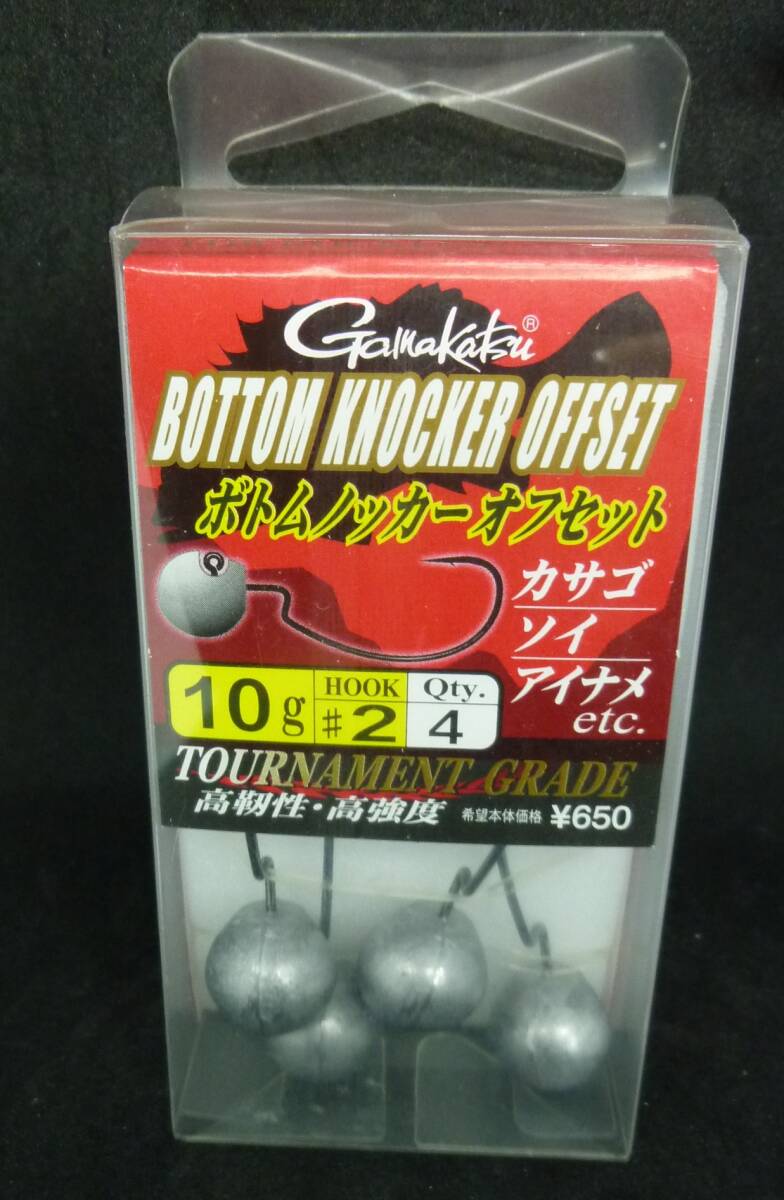 Gamakatsu®
BOTTOM KNOCKER OFFSET
ボトムノッカーオフセット
カサゴ
ソイ
アイナメ
etc.
10g HOOK #2 Qty. 4
TOURNAMENT GRADE
高靭性・高強度 希望本体価格 ¥650